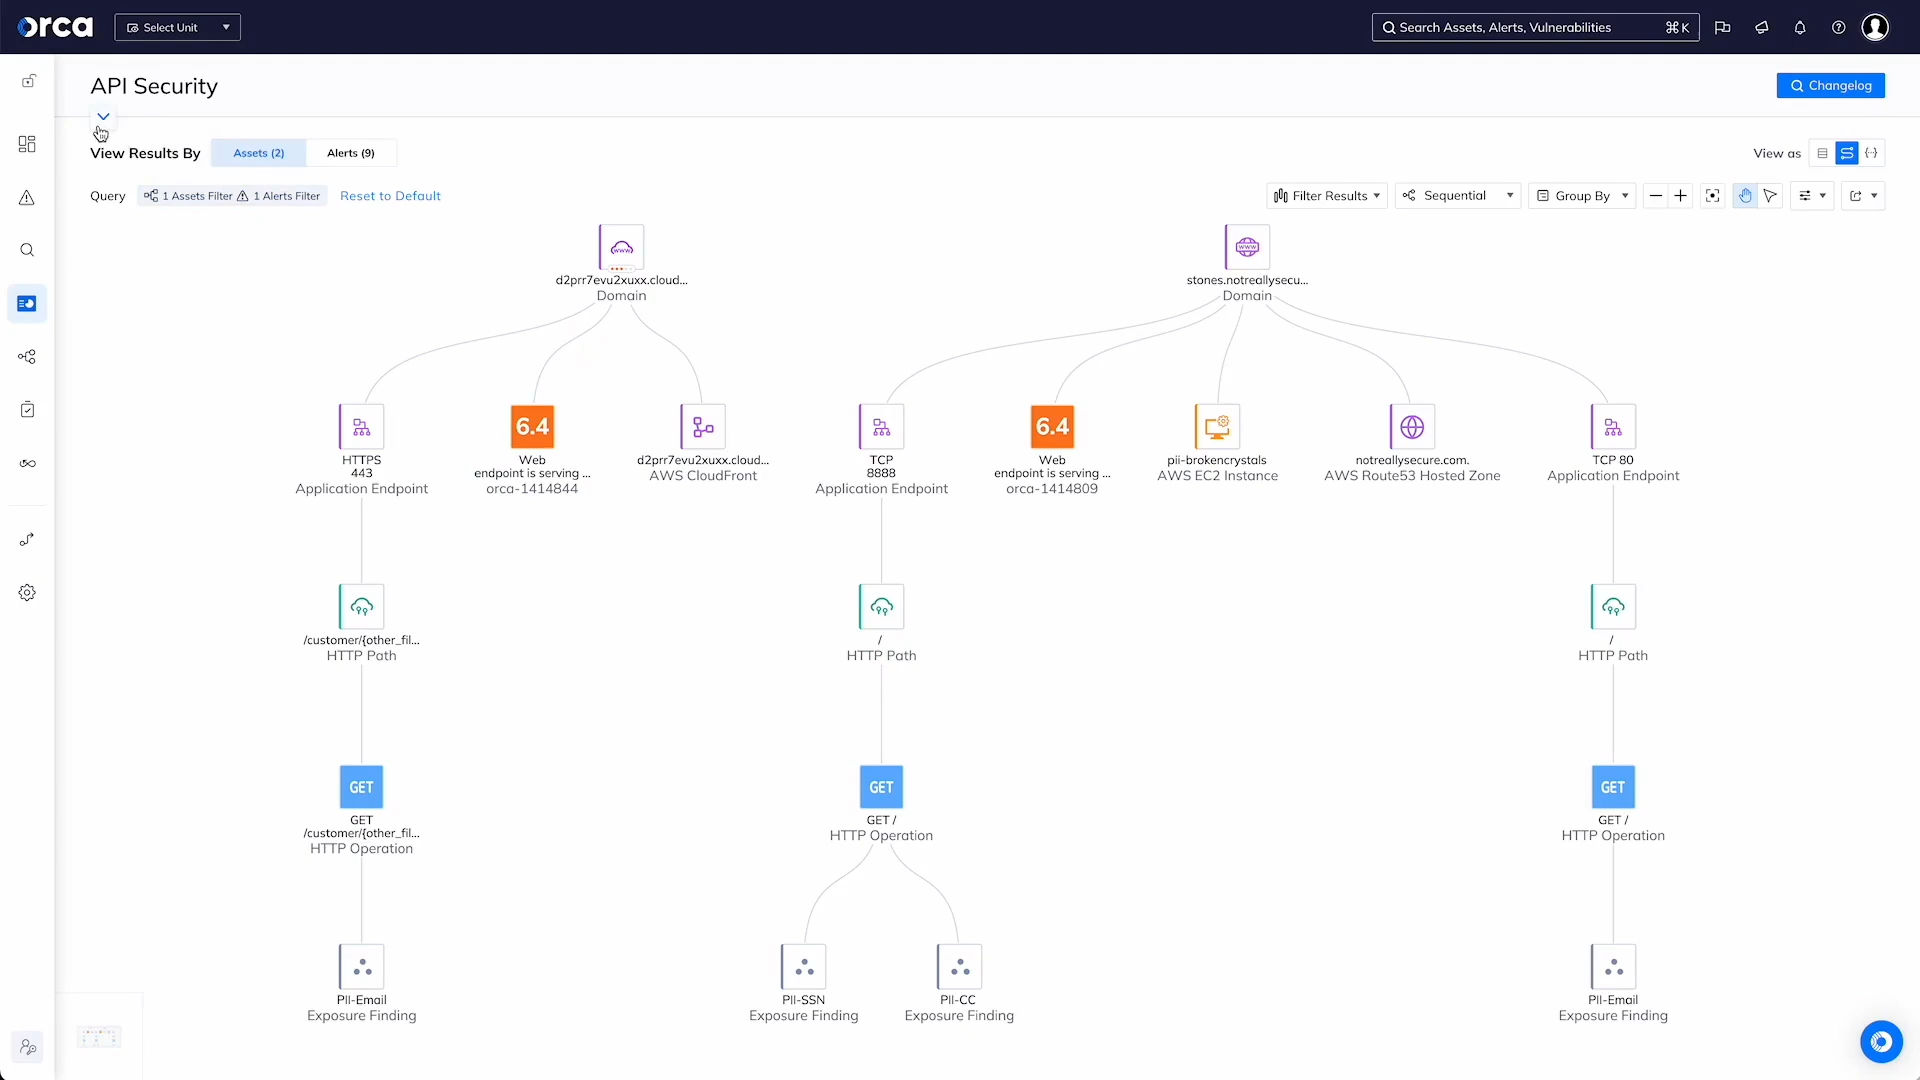 orca
Select Unit
Search Assets, Alerts, Vulnerabilities
⌘K
API Security
Changelog
View Results By
Assets (2)
Alerts (9)
View as
Query
1 Assets Filter
1 Alerts Filter
Reset to Default
Filter Results
Sequential
Group By
www
www
d2prr7evu2xuxx.cloud...
Domain
stones.notreallysecu...
Domain
6.4
6.4
HTTPS
443
Application Endpoint
Web
endpoint is serving ...
orca-1414844
d2prr7evu2xuxx.cloud...
AWS CloudFront
TCP
8888
Application Endpoint
Web
endpoint is serving ...
orca-1414809
pii-brokencrystals
AWS EC2 Instance
notreallysecure.com.
AWS Route53 Hosted Zone
TCP 80
Application Endpoint
/customer/{other_fil...
HTTP Path
/
HTTP Path
/
HTTP Path
GET
GET
GET
GET
/customer/{other_fil...
HTTP Operation
GET /
HTTP Operation
GET /
HTTP Operation
PII-Email
Exposure Finding
PII-SSN
Exposure Finding
PII-CC
Exposure Finding
PII-Email
Exposure Finding